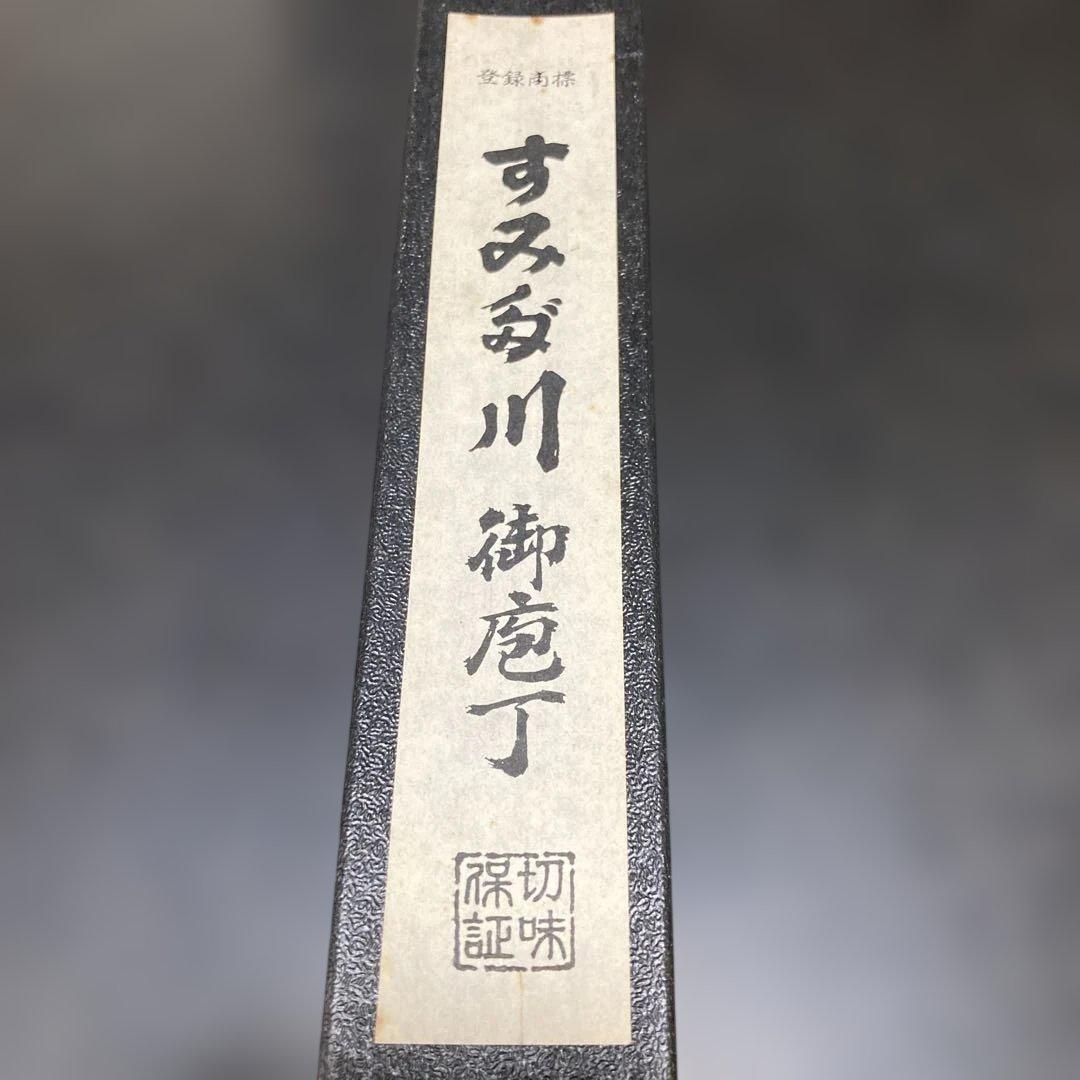 登録商標
すみだ川 御庖丁
切味
保証